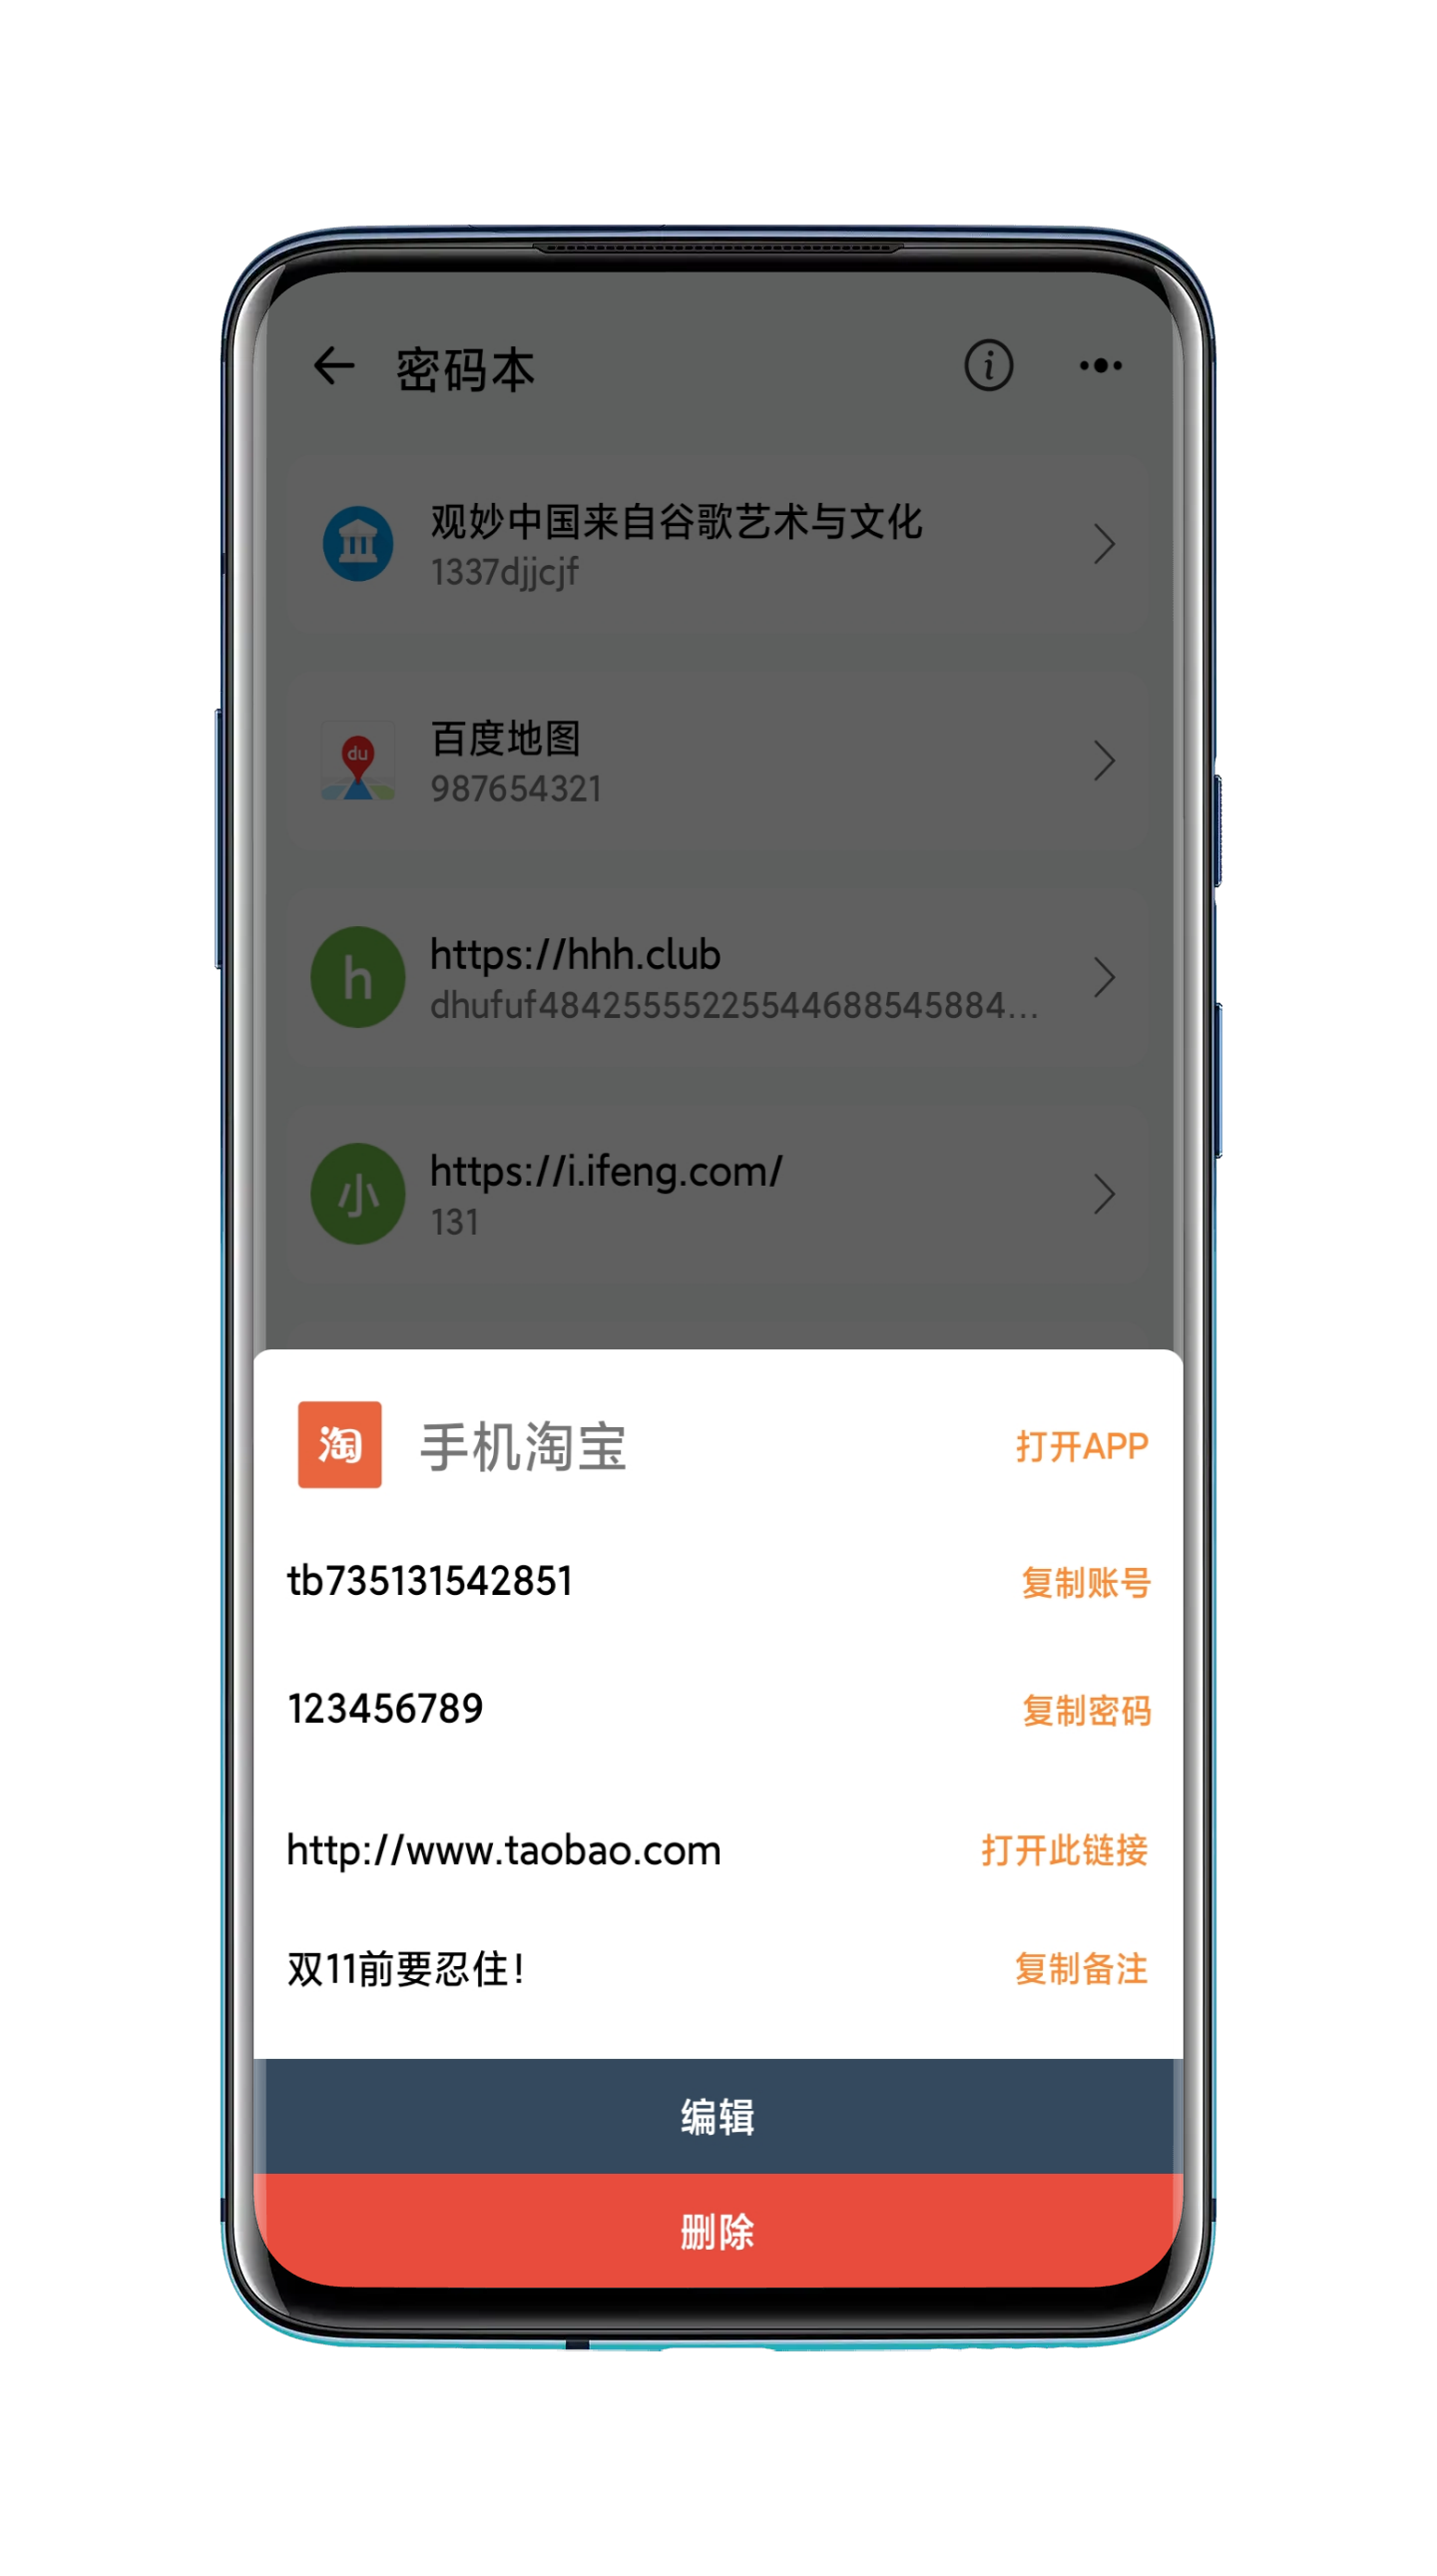 密码本
观妙中国来自谷歌艺术与文化
1337djjcjf
du
百度地图
987654321
h
https://hhh.club
dhufuf484255552255446885458​84...
小
https://i.ifeng.com/
131
淘
手机淘宝
打开APP
tb735131542851
复制账号
123456789
复制密码
http://www.taobao.com
打开此链接
双11前要忍住!
复制备注
编辑
删除